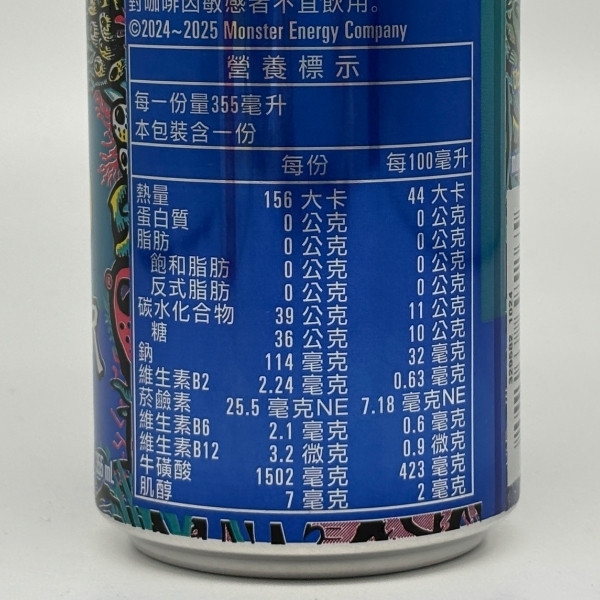 對咖啡因敏感者不宜飲用。
©2024~2025 Monster Energy Company
營養標示
每一份量355毫升
本包裝含一份
每份 每100毫升
熱量 156 大卡 44 大卡
蛋白質 0 公克 0 公克
脂肪 0 公克 0 公克
飽和脂肪 0 公克 0 公克
反式脂肪 0 公克 0 公克
碳水化合物 39 公克 11 公克
糖 36 公克 10 公克
鈉 114 毫克 32 毫克
維生素B2 2.24 毫克 0.63 毫克
菸鹼素 25.5 毫克NE 7.18 毫克NE
維生素B6 2.1 毫克 0.6 毫克
維生素B12 3.2 微克 0.9 微克
牛磺酸 1502 毫克 423 毫克
肌醇 7 毫克 2 毫克